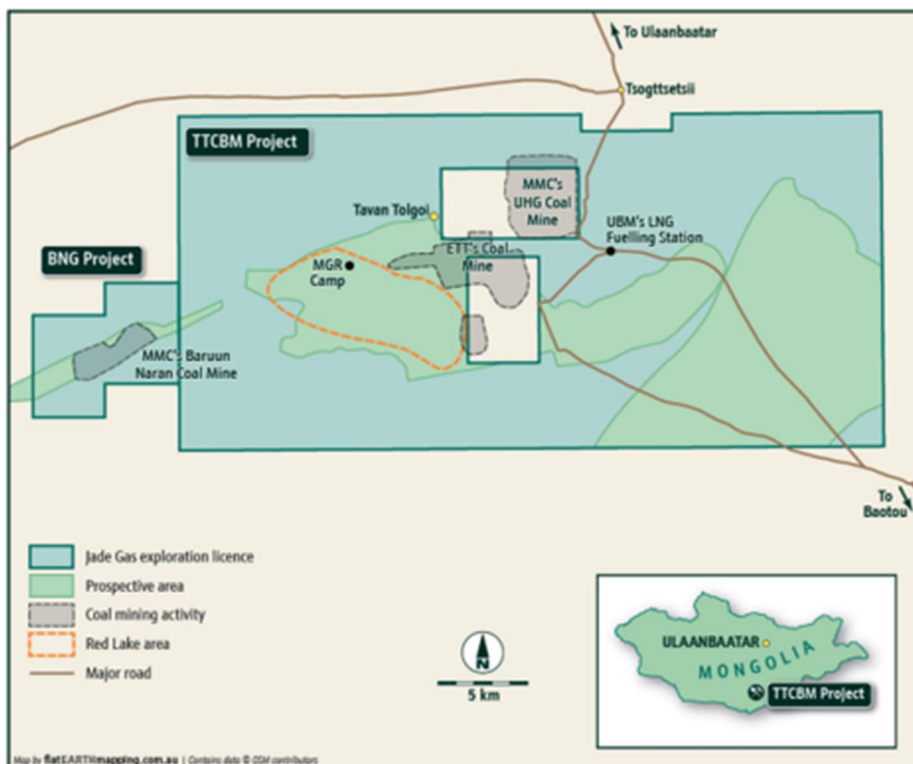 To Ulaanbaatar
Tsogttsetsii
TTCBM Project
MMC's
UHG Coal
Mine
Tavan Tolgoi
UBM's LNG
Fuelling Station
ETT's Coal
Mine
BNG Project
MGR
Camp
MMC's Baruun
Naran Coal Mine
To
Baotou
Jade Gas exploration licence
Prospective area
Coal mining activity
Red Lake area
Major road
N
5 km
ULAANBAATAR
MONGOLIA
TTCBM Project
Map by flatEARTHmapping.com.au | Contains data © OSM contributors